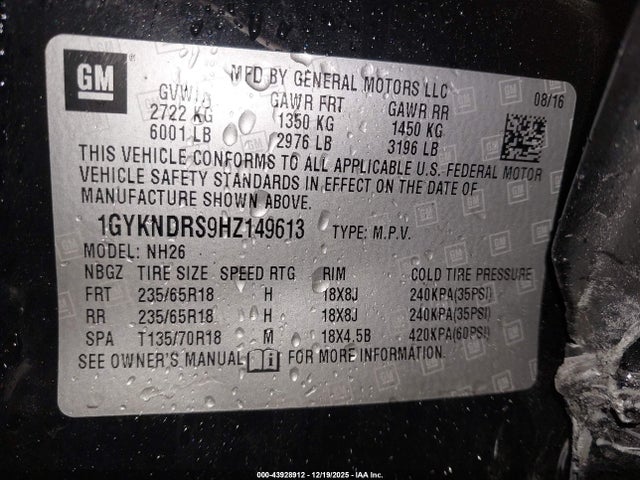 GM
MFD BY GENERAL MOTORS LLC
08/16
GVWR GAWR FRT GAWR RR
2722 KG 1350 KG 1450 KG
6001 LB 2976 LB 3196 LB
THIS VEHICLE CONFORMS TO ALL APPLICABLE U.S. FEDERAL MOTOR
VEHICLE SAFETY STANDARDS IN EFFECT ON THE DATE OF
MANUFACTURE SHOWN ABOVE.
1GYKNDRS9HZ149613 TYPE: M.P.V.
MODEL: NH26
NBGZ TIRE SIZE SPEED RTG RIM COLD TIRE PRESSURE
FRT 235/65R18 H 18X8J 240KPA(35PSI)
RR 235/65R18 H 18X8J 240KPA(35PSI)
SPA T135/70R18 M 18X4.5B 420KPA(60PSI)
SEE OWNER'S MANUAL FOR MORE INFORMATION.
000-43928912 - 12/19/2025 - IAA Inc.